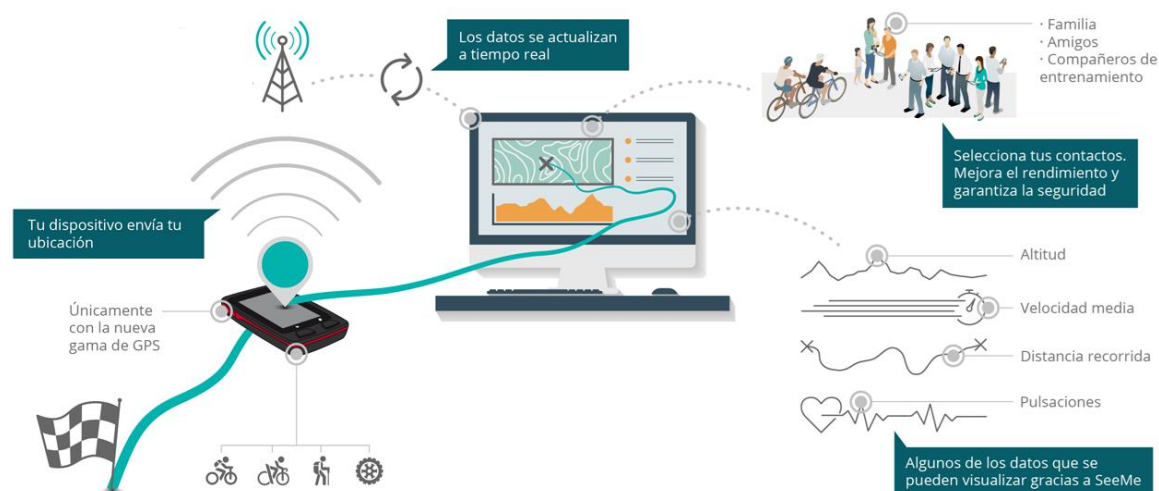 Los datos se actualizan
a tiempo real
· Familia
· Amigos
· Compañeros de
entrenamiento
Selecciona tus contactos.
Mejora el rendimiento y
garantiza la seguridad
Tu dispositivo envía tu
ubicación
Únicamente
con la nueva
gama de GPS
Altitud
Velocidad media
Distancia recorrida
Pulsaciones
Algunos de los datos que se
pueden visualizar gracias a SeeMe